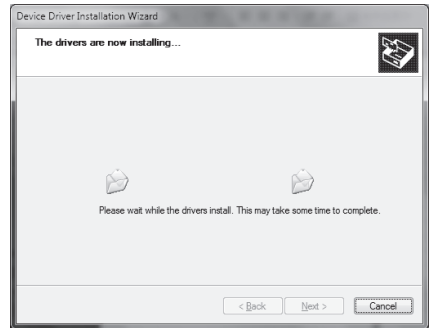 Device Driver Installation Wizard
The drivers are now installing...
Please wait while the drivers install. This may take some time to complete.
< Back
Next >
Cancel